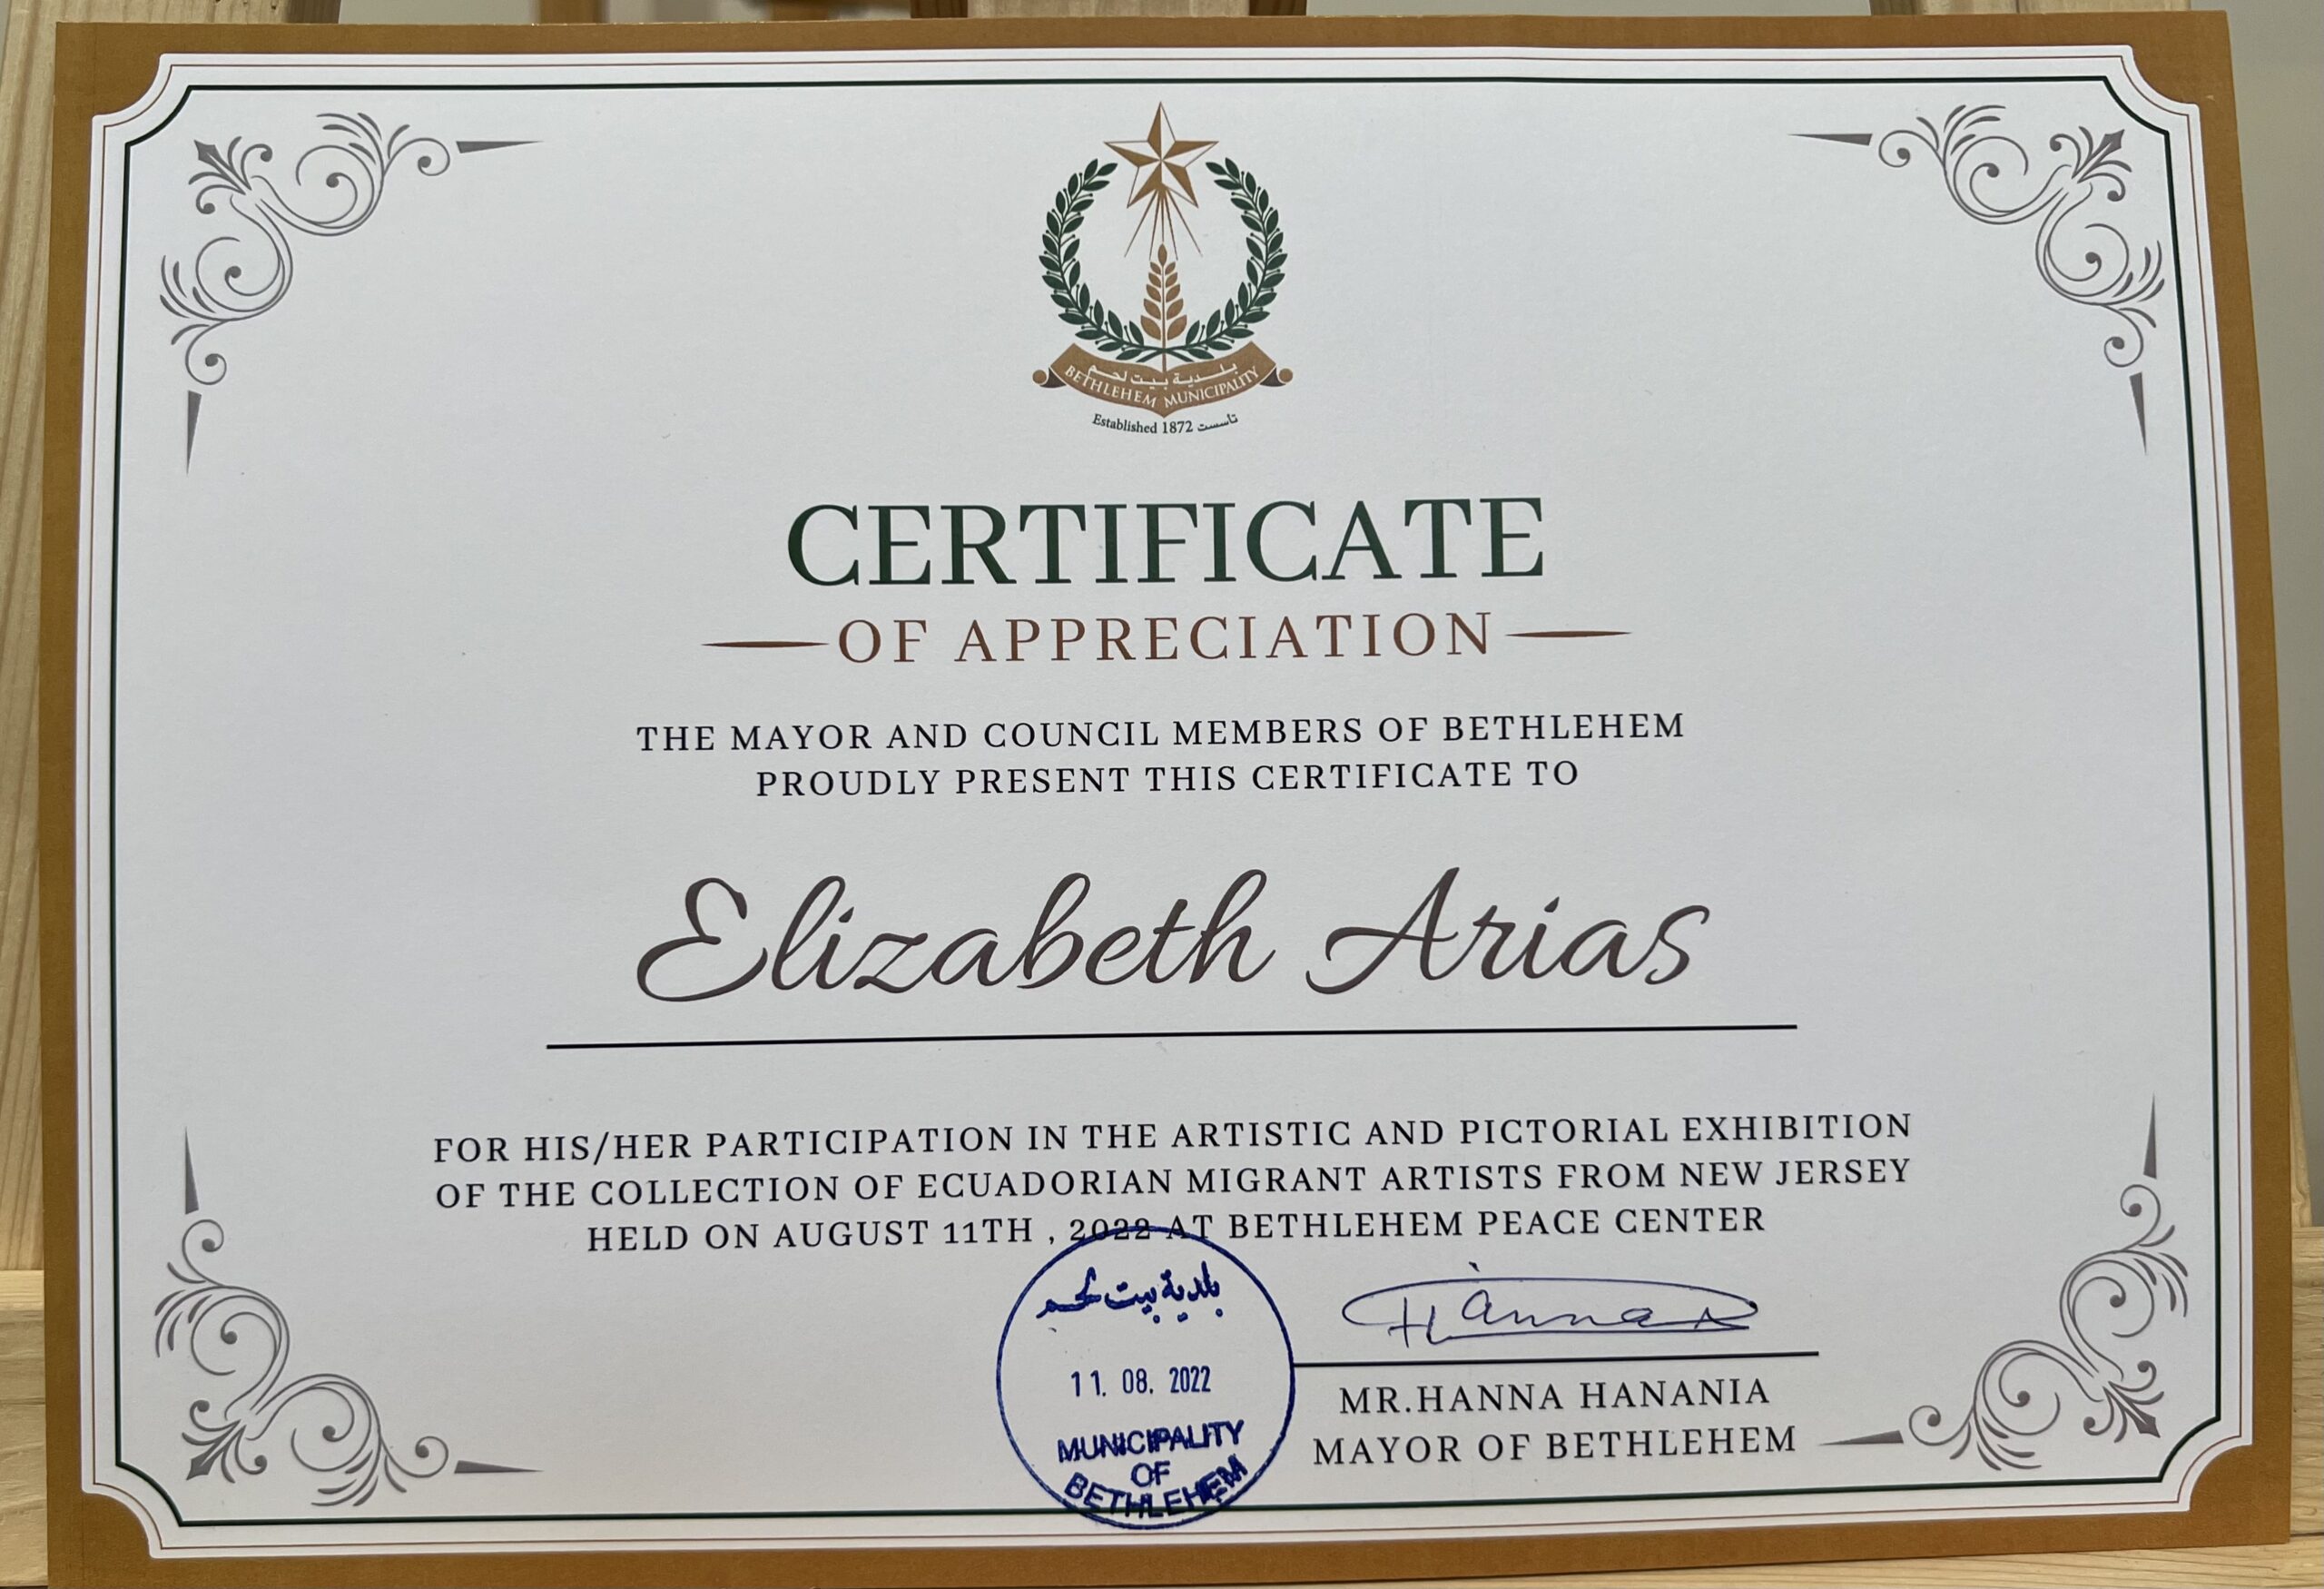 بلدية بيت لحم
BETHLEHEM MUNICIPALITY
Established 1872 تأسست
CERTIFICATE
OF APPRECIATION
THE MAYOR AND COUNCIL MEMBERS OF BETHLEHEM
PROUDLY PRESENT THIS CERTIFICATE TO
Elizabeth Arias
FOR HIS/HER PARTICIPATION IN THE ARTISTIC AND PICTORIAL EXHIBITION
OF THE COLLECTION OF ECUADORIAN MIGRANT ARTISTS FROM NEW JERSEY
HELD ON AUGUST 11TH , 2022 AT BETHLEHEM PEACE CENTER
بلدية بيت لحم
11. 08. 2022
MUNICIPALITY
OF
BETHLEHEM
Hanna
MR.HANNA HANANIA
MAYOR OF BETHLEHEM